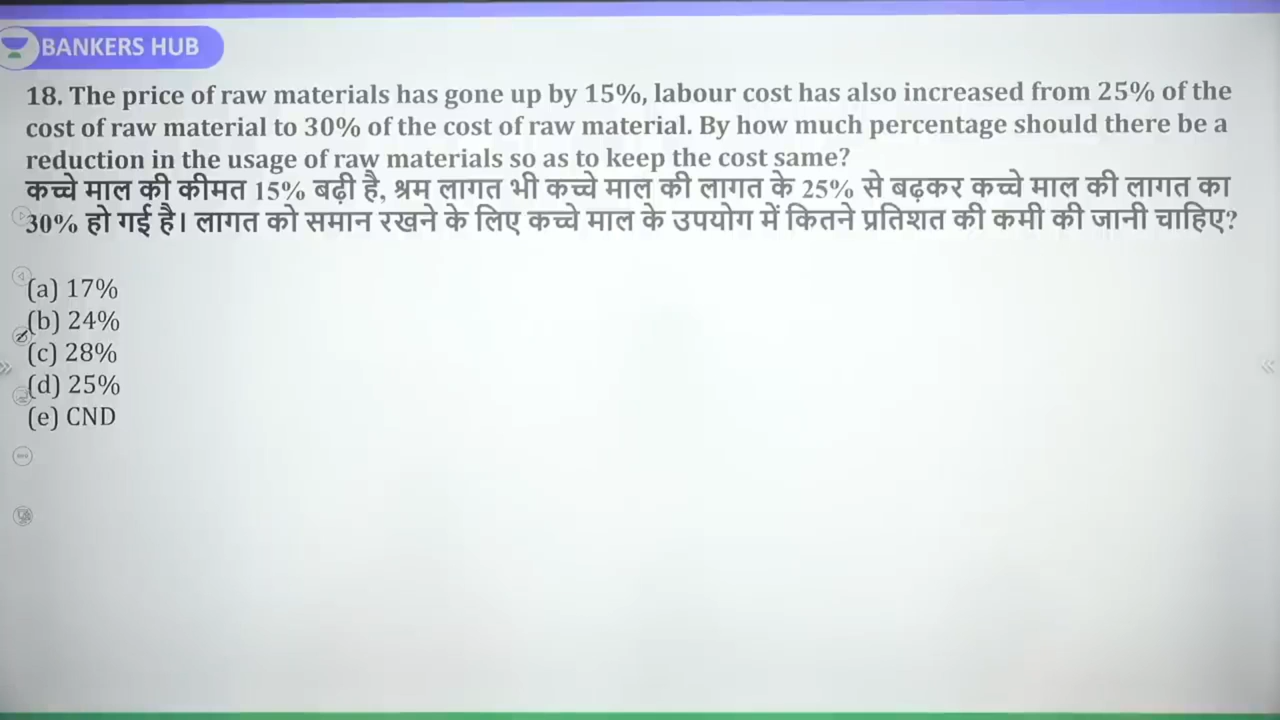 BANKERS HUB
18. The price of raw materials has gone up by 15%, labour cost has also increased from 25% of the
cost of raw material to 30% of the cost of raw material. By how much percentage should there be a
reduction in the usage of raw materials so as to keep the cost same?
कच्चे माल की कीमत 15% बढ़ी है, श्रम लागत भी कच्चे माल की लागत के 25% से बढ़कर कच्चे माल की लागत का
30% हो गई है। लागत को समान रखने के लिए कच्चे माल के उपयोग में कितने प्रतिशत की कमी की जानी चाहिए?
(a) 17%
(b) 24%
(c) 28%
(d) 25%
(e) CND